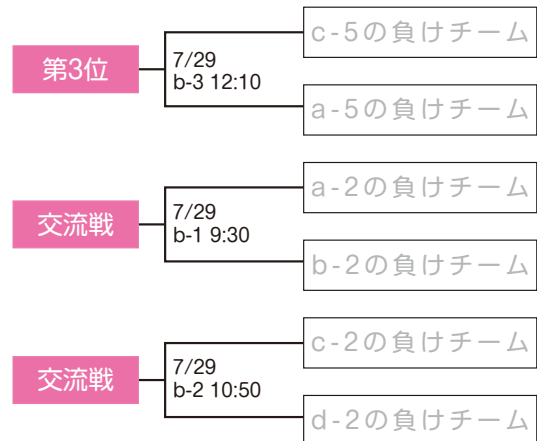 c-5の負けチーム
第3位
7/29
b-3 12:10
a-5の負けチーム
a-2の負けチーム
交流戦
7/29
b-1 9:30
b-2の負けチーム
c-2の負けチーム
交流戦
7/29
b-2 10:50
d-2の負けチーム